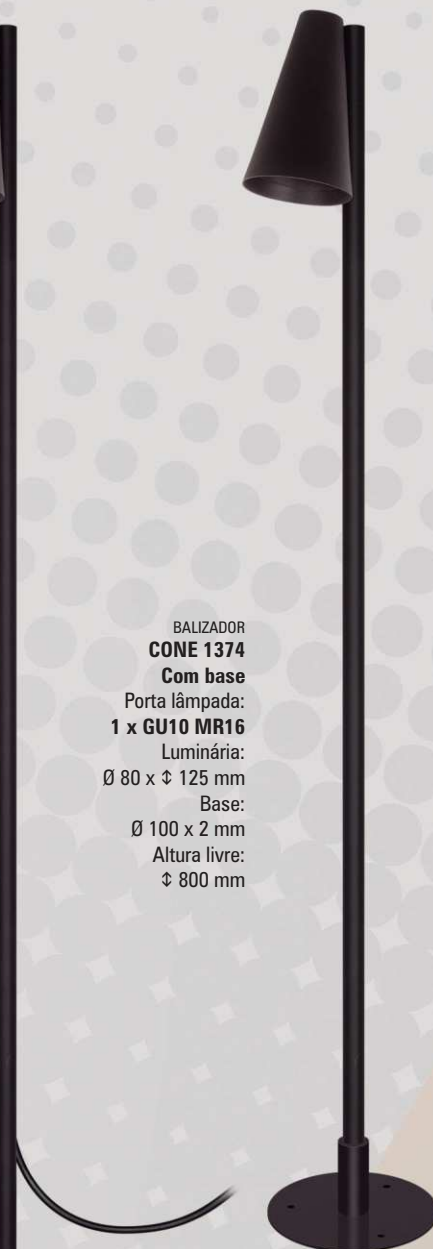 BALIZADOR
CONE 1374
Com base
Porta lâmpada:
1 x GU10 MR16
Luminária:
Ø 80 x ⇕ 125 mm
Base:
Ø 100 x 2 mm
Altura livre:
⇕ 800 mm